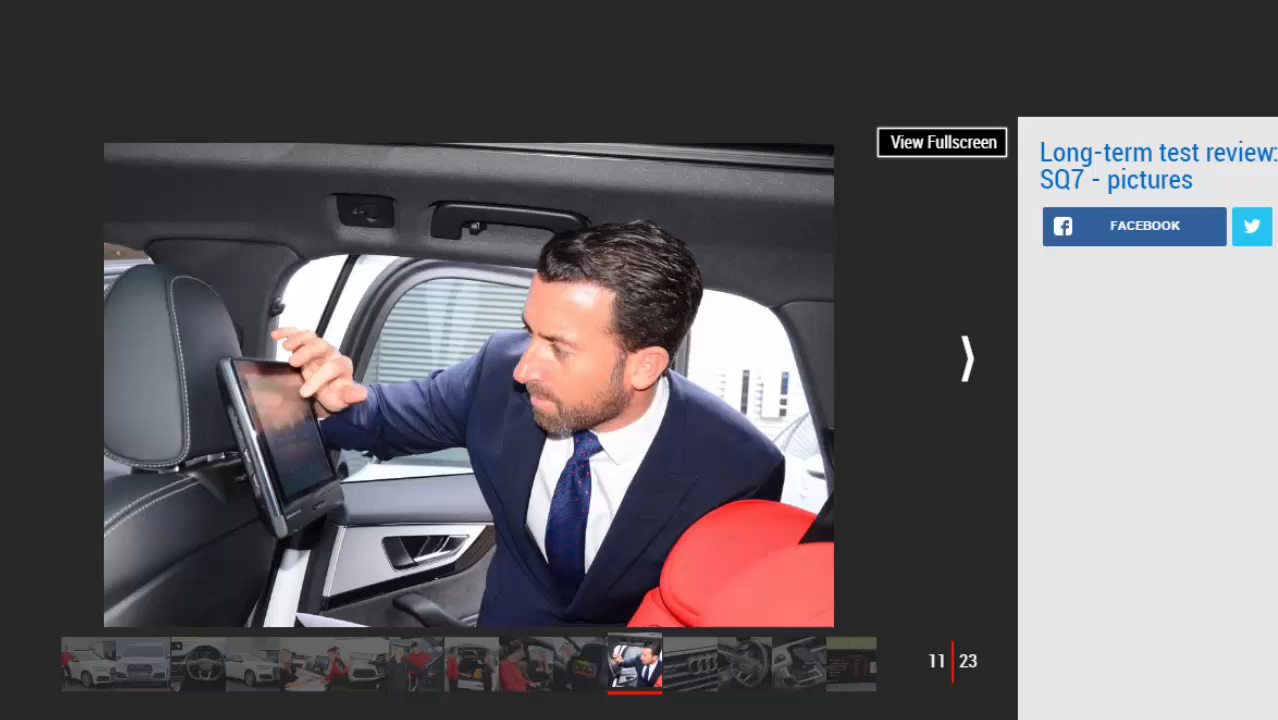 View Fullscreen
Long-term test review:
SQ7 - pictures
FACEBOOK
11 23